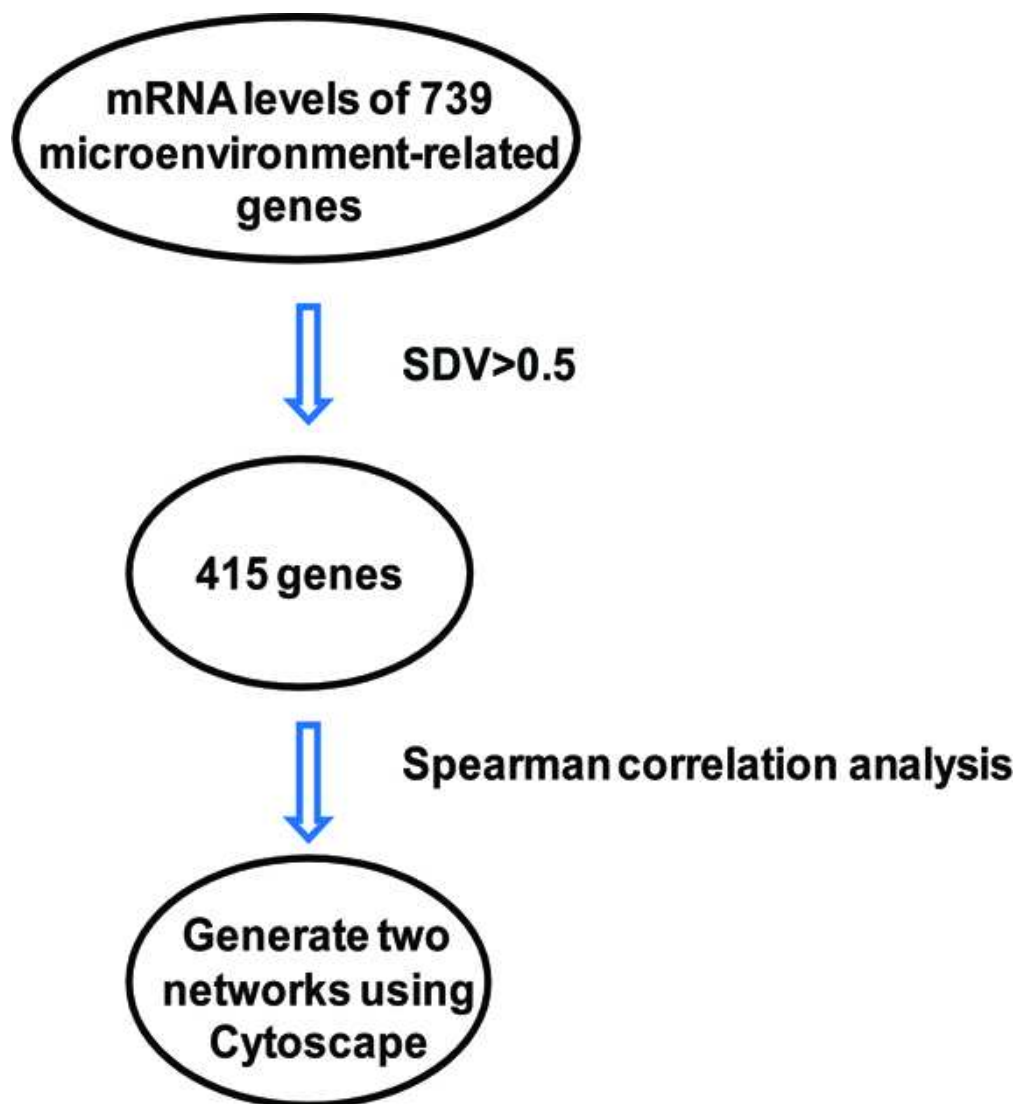 mRNA levels of 739
microenvironment-related
genes
SDV>0.5
415 genes
Spearman correlation analysis
Generate two
networks using
Cytoscape